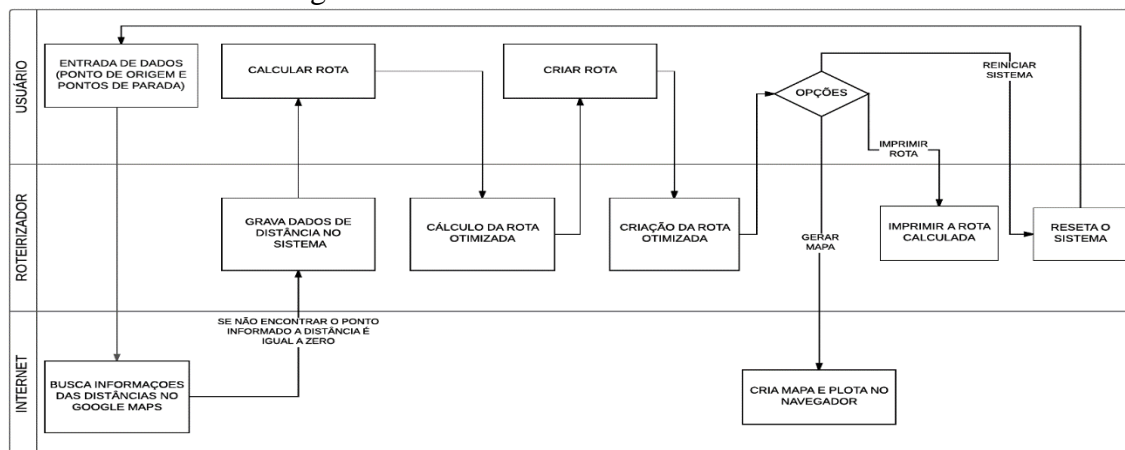 USUÁRIO
ENTRADA DE DADOS
(PONTO DE ORIGEM E
PONTOS DE PARADA)
CALCULAR ROTA
CRIAR ROTA
OPÇÕES
REINICIAR
SISTEMA
IMPRIMIR
ROTA
ROTEIRIZADOR
GRAVA DADOS DE
DISTÂNCIA NO
SISTEMA
CÁLCULO DA ROTA
OTIMIZADA
CRIAÇÃO DA ROTA
OTIMIZADA
GERAR
MAPA
IMPRIMIR A ROTA
CALCULADA
RESETA O
SISTEMA
INTERNET
SE NÃO ENCONTRAR O PONTO
INFORMADO A DISTÂNCIA É
IGUAL A ZERO
BUSCA INFORMAÇOES
DAS DISTÂNCIAS NO
GOOGLE MAPS
CRIA MAPA E PLOTA NO
NAVEGADOR